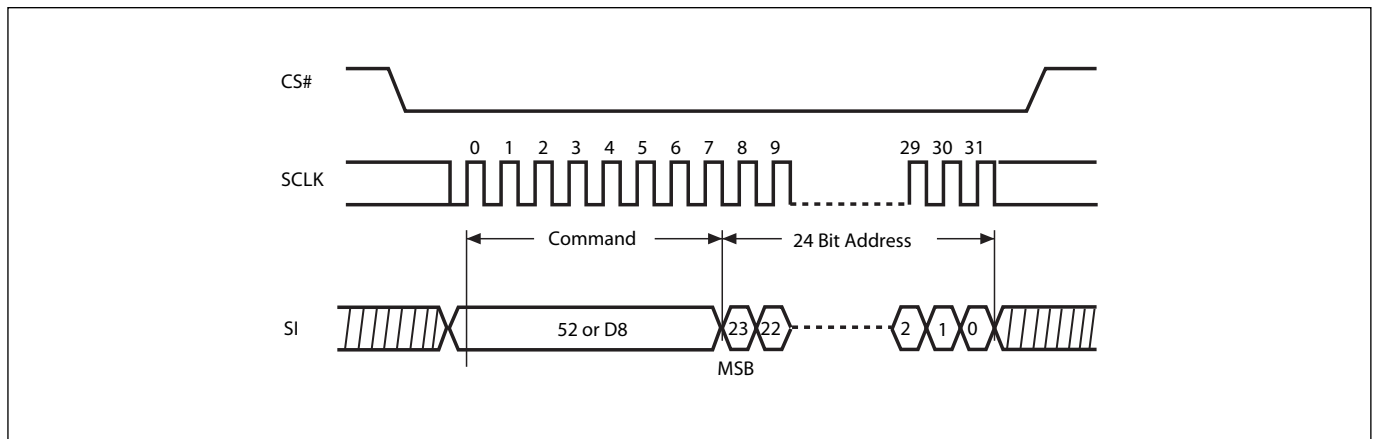 CS#
0 1 2 3 4 5 6 7 8 9 29 30 31
SCLK
Command 24 Bit Address
SI 52 or D8 23 22 2 1 0
MSB